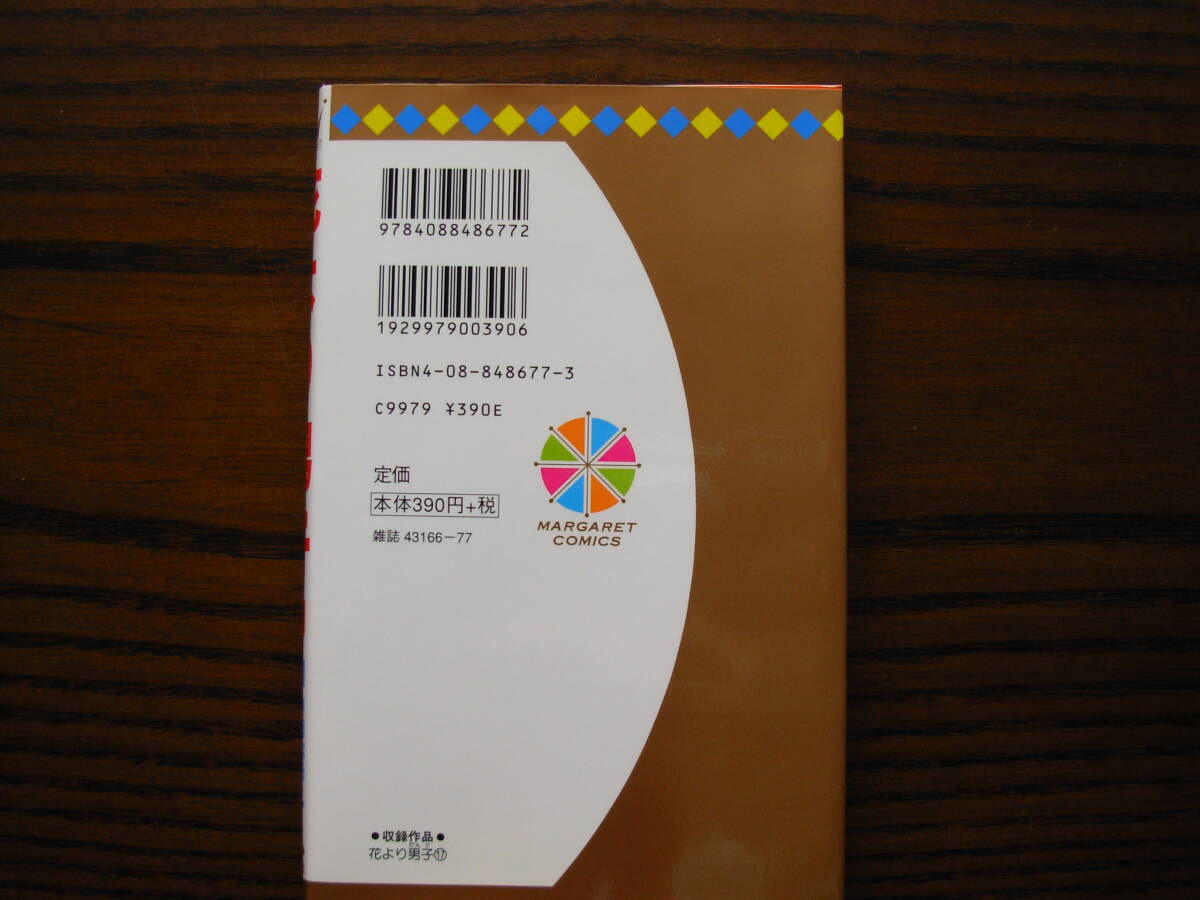 9784088486772
1929979003906
ISBN4-08-848677-3
C9979 ¥390E
定価
本体390円+税
雑誌 43166-77
MARGARET
COMICS
●収録作品●
花より男子⑰